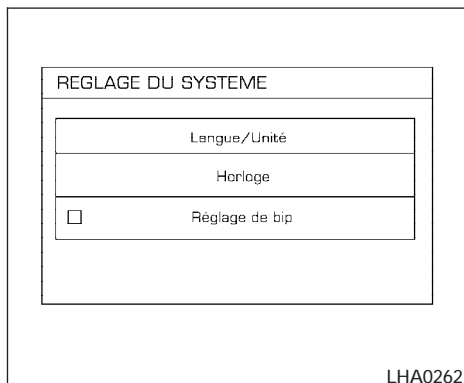 REGLAGE DU SYSTEME
Langue/Unité
Horloge
Réglage de bip
LHA0262